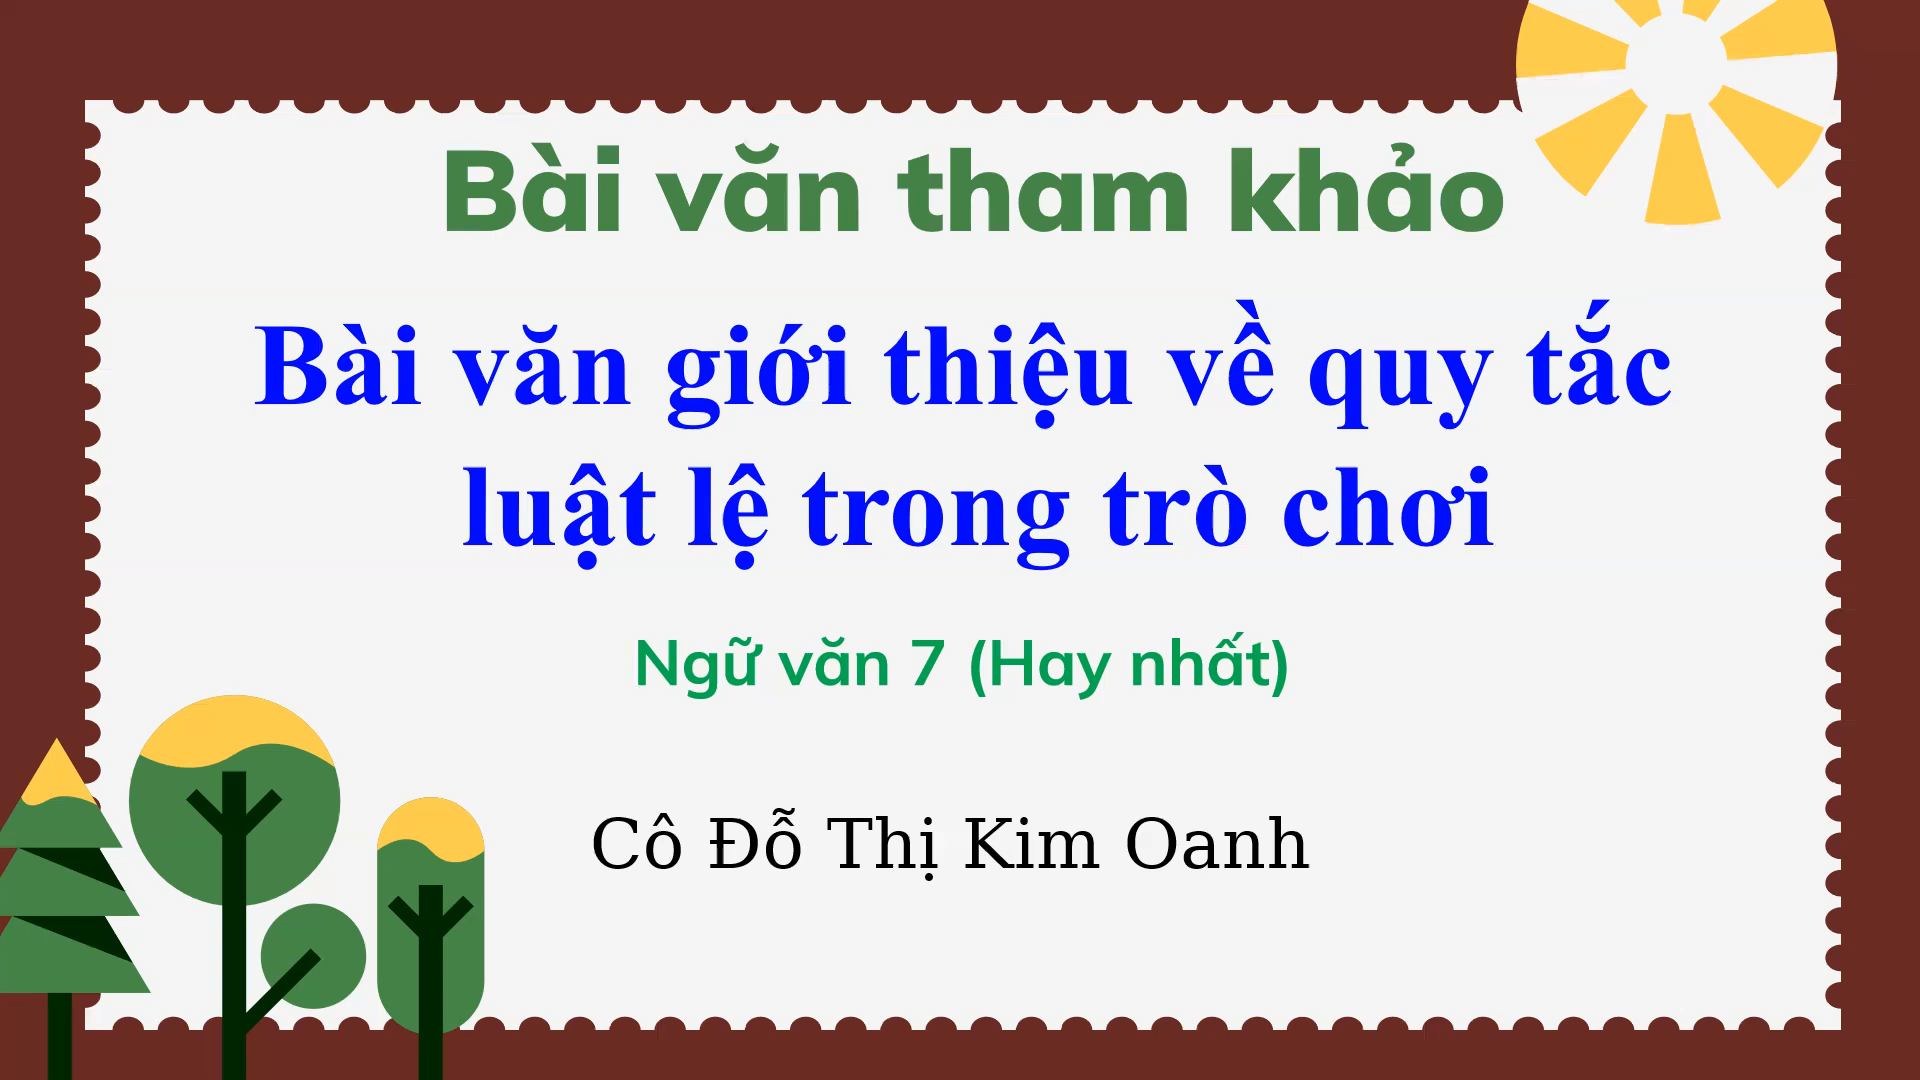 Bài văn tham khảo
Bài văn giới thiệu về quy tắc
luật lệ trong trò chơi
Ngữ văn 7 (Hay nhất)
Cô Đỗ Thị Kim Oanh